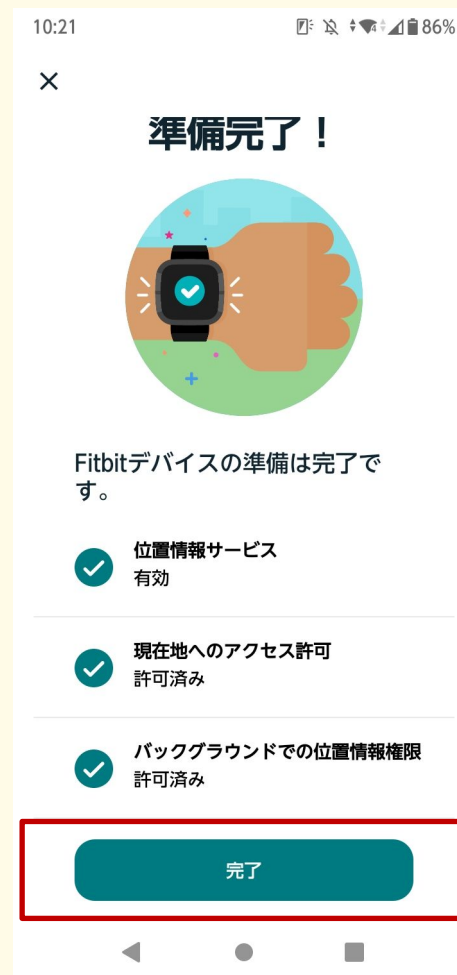 10:21
86%
準備完了！
Fitbitデバイスの準備は完了で
す。
位置情報サービス
有効
現在地へのアクセス許可
許可済み
バックグラウンドでの位置情報権限
許可済み
完了